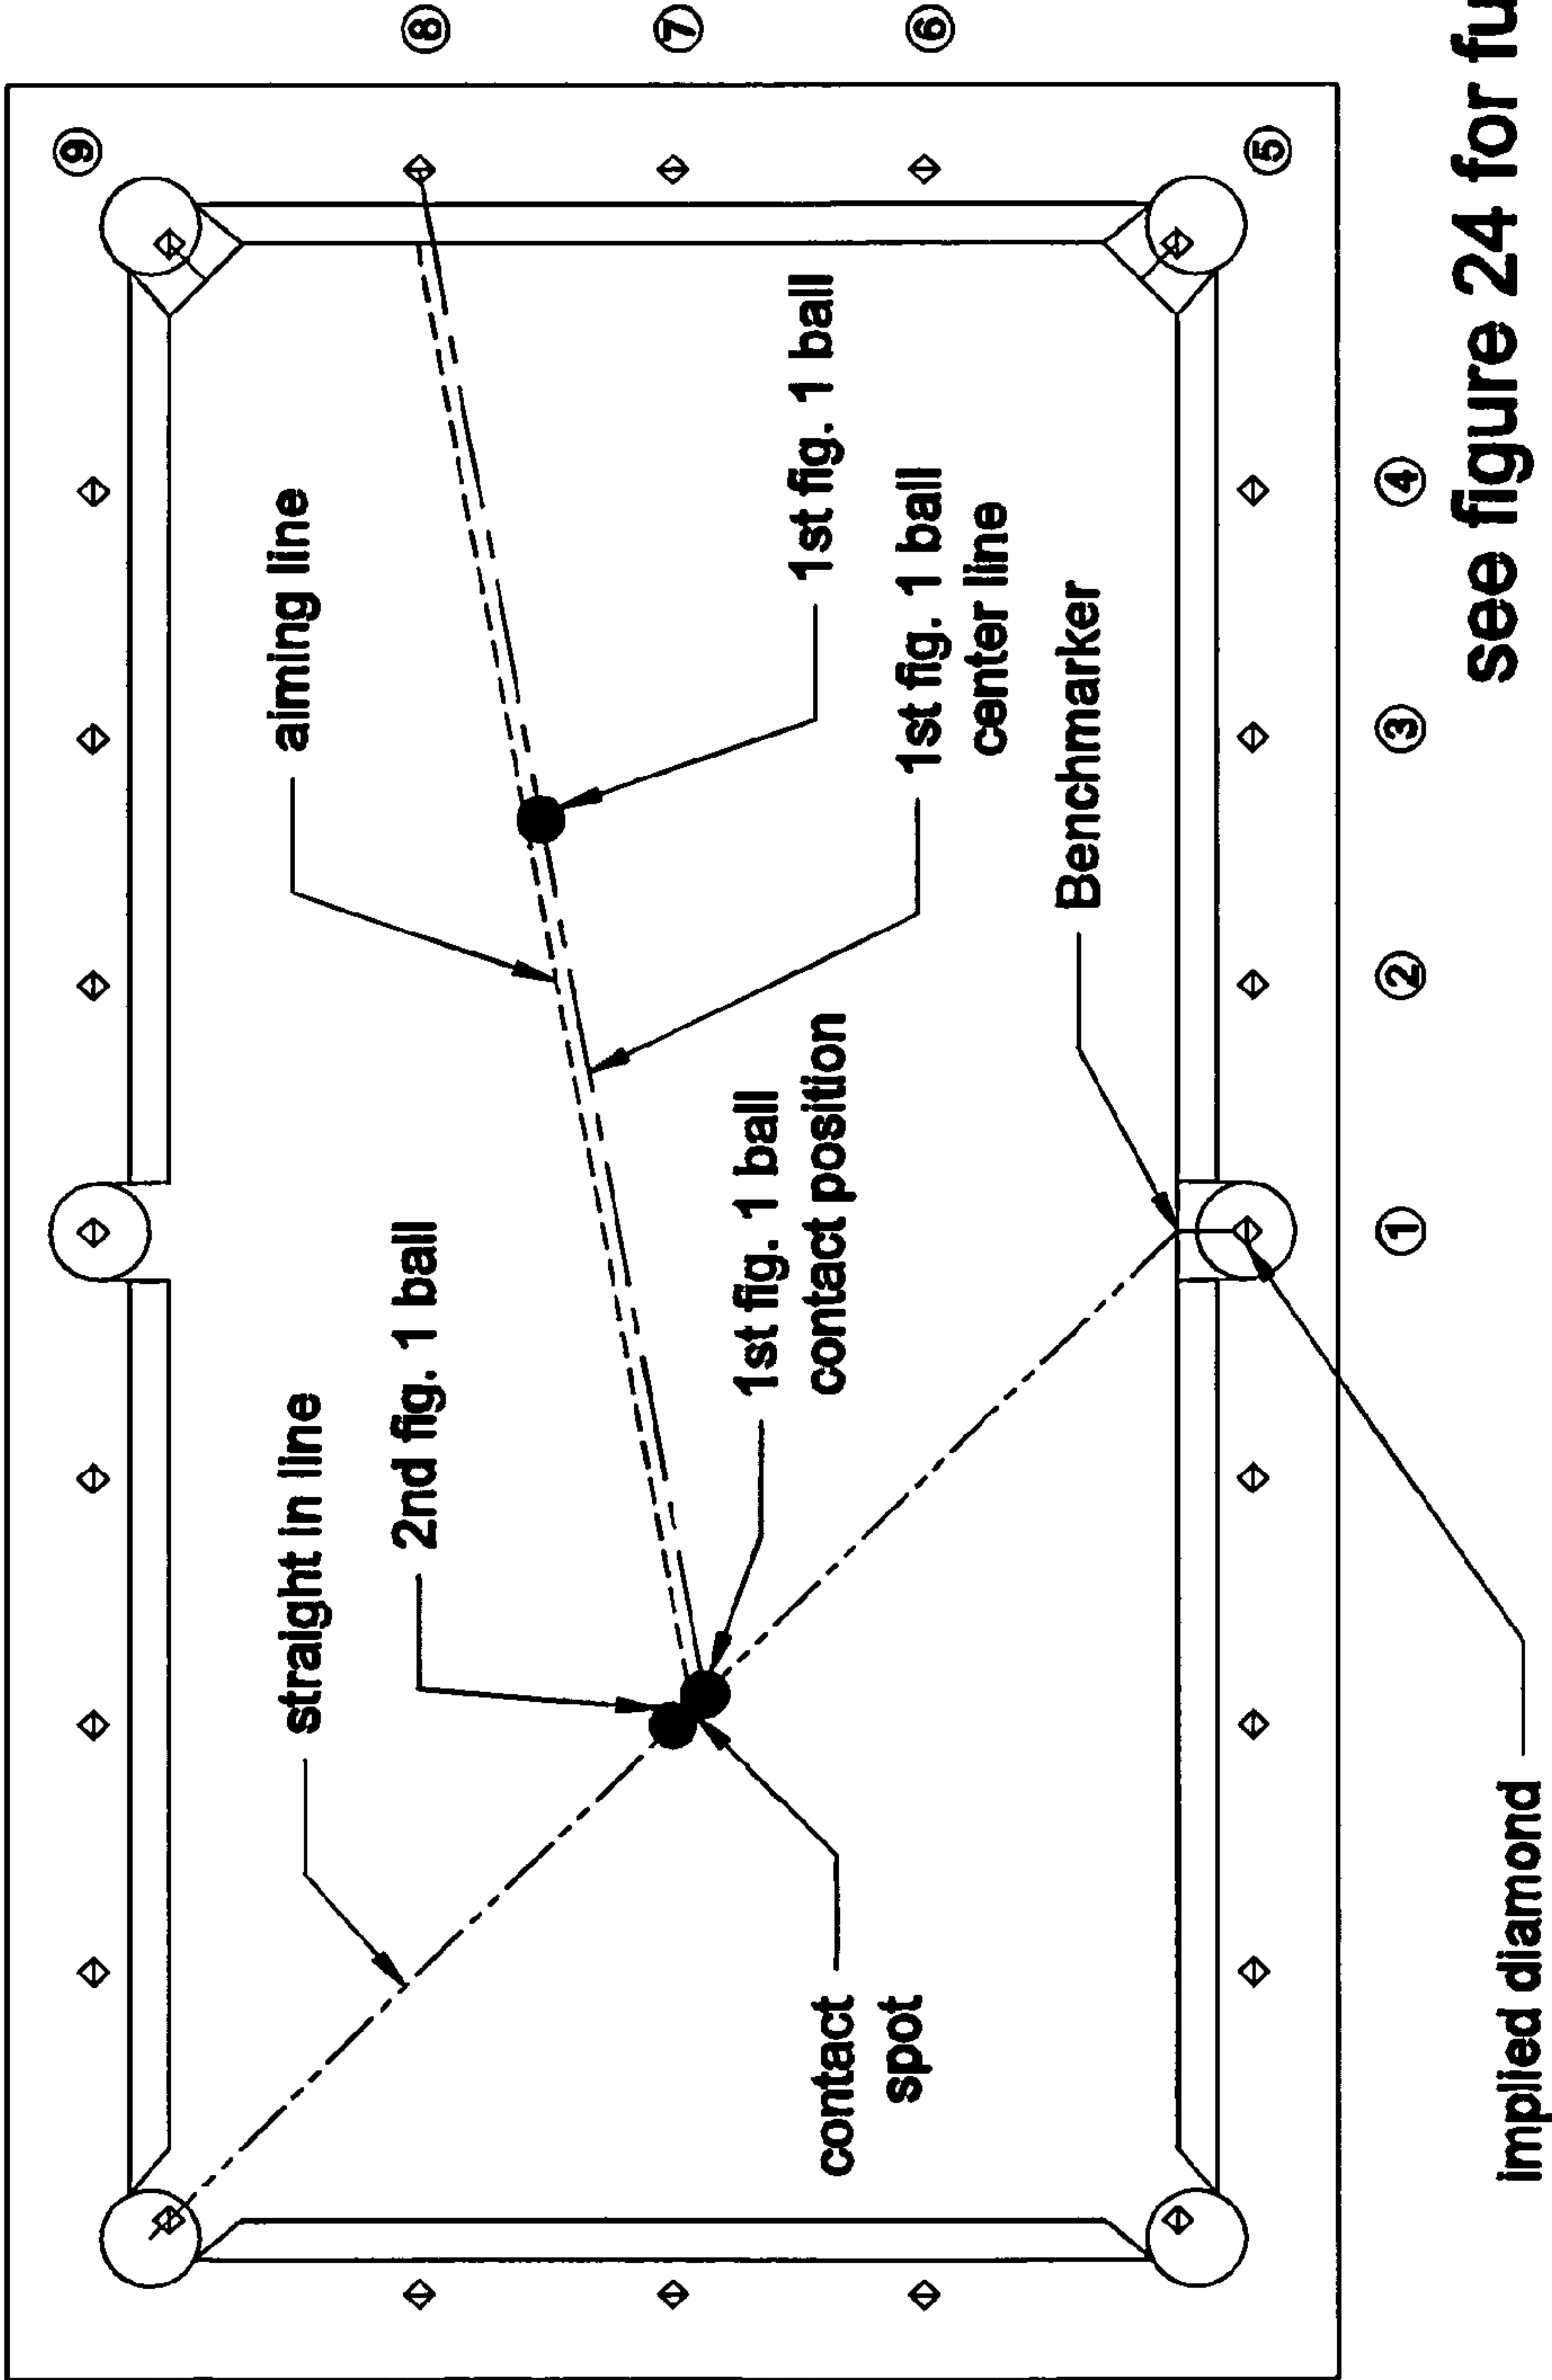 9
8
7
6
5
4
3
2
1
aiming line
1st fig. 1 ball
1st fig. 1 ball
center line
Benchmarker
straight in line
2nd fig. 1 ball
1st fig. 1 ball
contact position
contact
spot
implied diamond
see figure 24 for fu